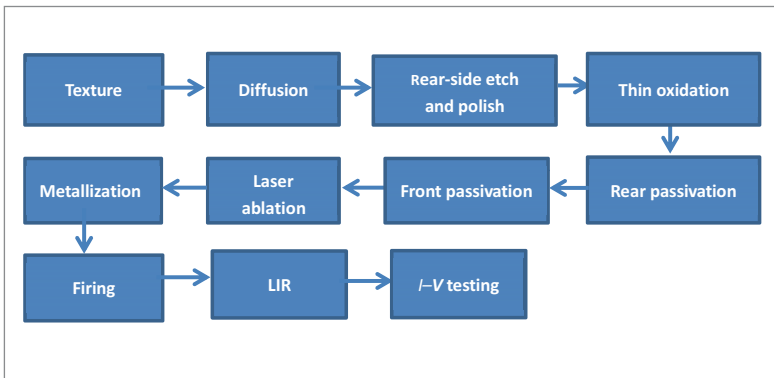 Texture
Diffusion
Rear-side etch
and polish
Thin oxidation
Metallization
Laser
ablation
Front passivation
Rear passivation
Firing
LIR
I–V testing